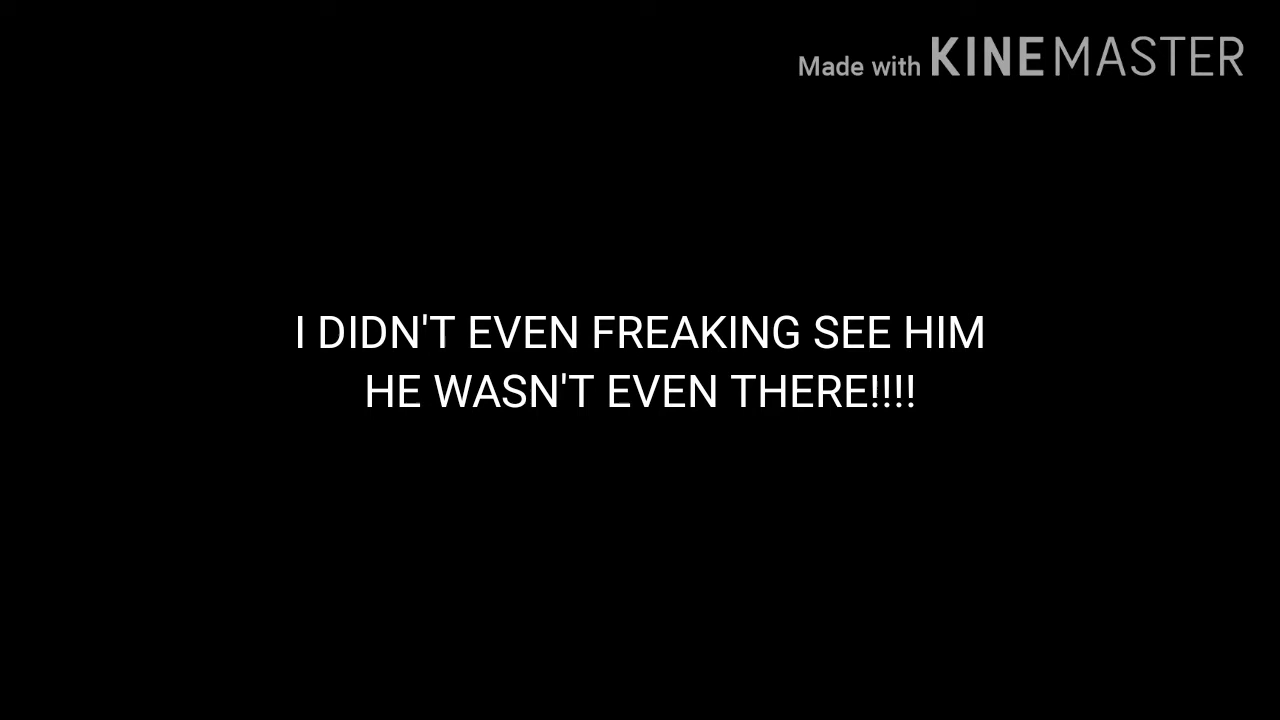 Made with KINEMASTER
I DIDN'T EVEN FREAKING SEE HIM
HE WASN'T EVEN THERE!!!!